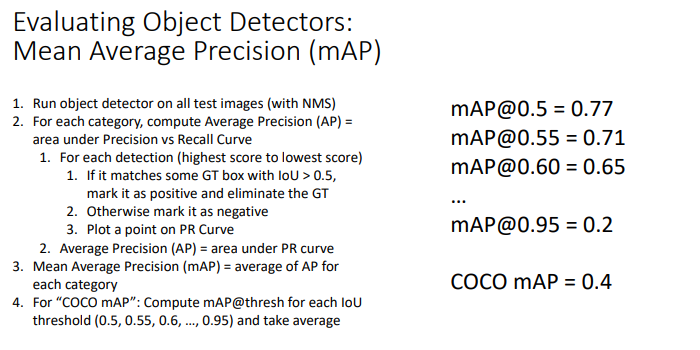 Evaluating Object Detectors:
Mean Average Precision (mAP)
1. Run object detector on all test images (with NMS)
2. For each category, compute Average Precision (AP) =
area under Precision vs Recall Curve
1. For each detection (highest score to lowest score)
1. If it matches some GT box with IoU > 0.5,
mark it as positive and eliminate the GT
2. Otherwise mark it as negative
3. Plot a point on PR Curve
2. Average Precision (AP) = area under PR curve
3. Mean Average Precision (mAP) = average of AP for
each category
4. For “COCO mAP”: Compute mAP@thresh for each IoU
threshold (0.5, 0.55, 0.6, …, 0.95) and take average
mAP@0.5 = 0.77
mAP@0.55 = 0.71
mAP@0.60 = 0.65
…
mAP@0.95 = 0.2
COCO mAP = 0.4